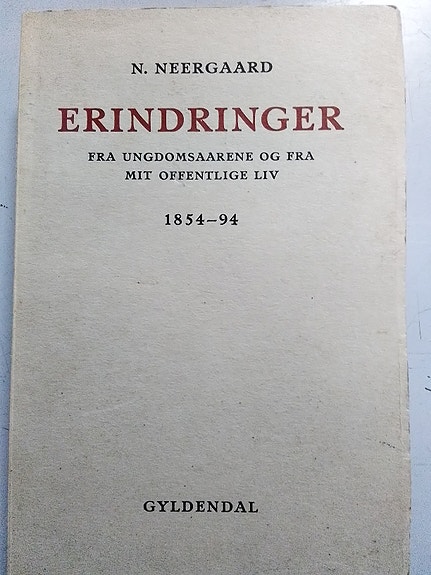 N. NEERGAARD
ERINDRINGER
FRA UNGDOMSAARENE OG FRA
MIT OFFENTLIGE LIV
1854–94
GYLDENDAL